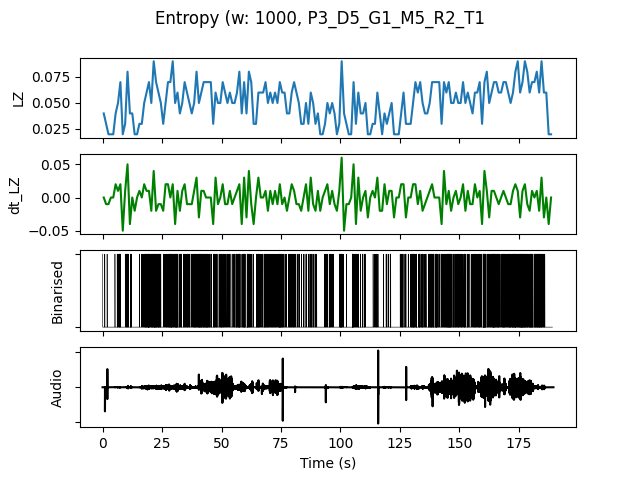 Entropy (w: 1000, P3_D5_G1_M5_R2_T1
LZ
0.075
0.050
0.025
dt_LZ
0.05
0.00
−0.05
Binarised
Audio
0 25 50 75 100 125 150 175
Time (s)